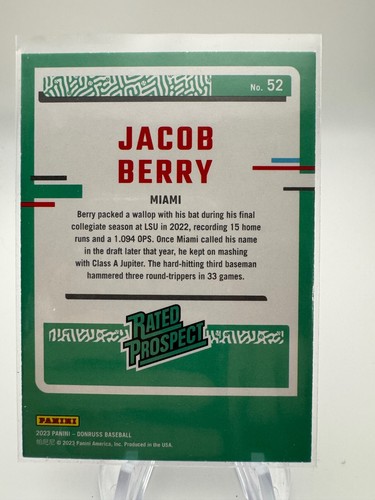 No. 52
JACOB
BERRY
MIAMI
Berry packed a wallop with his bat during his final
collegiate season at LSU in 2022, recording 15 home
runs and a 1.094 OPS. Once Miami called his name
in the draft later that year, he kept on mashing
with Class A Jupiter. The hard-hitting third baseman
hammered three round-trippers in 33 games.
RATED
PROSPECT
PANINI
2023 PANINI - DONRUSS BASEBALL
© 2023 Panini America, Inc. Produced in the USA.